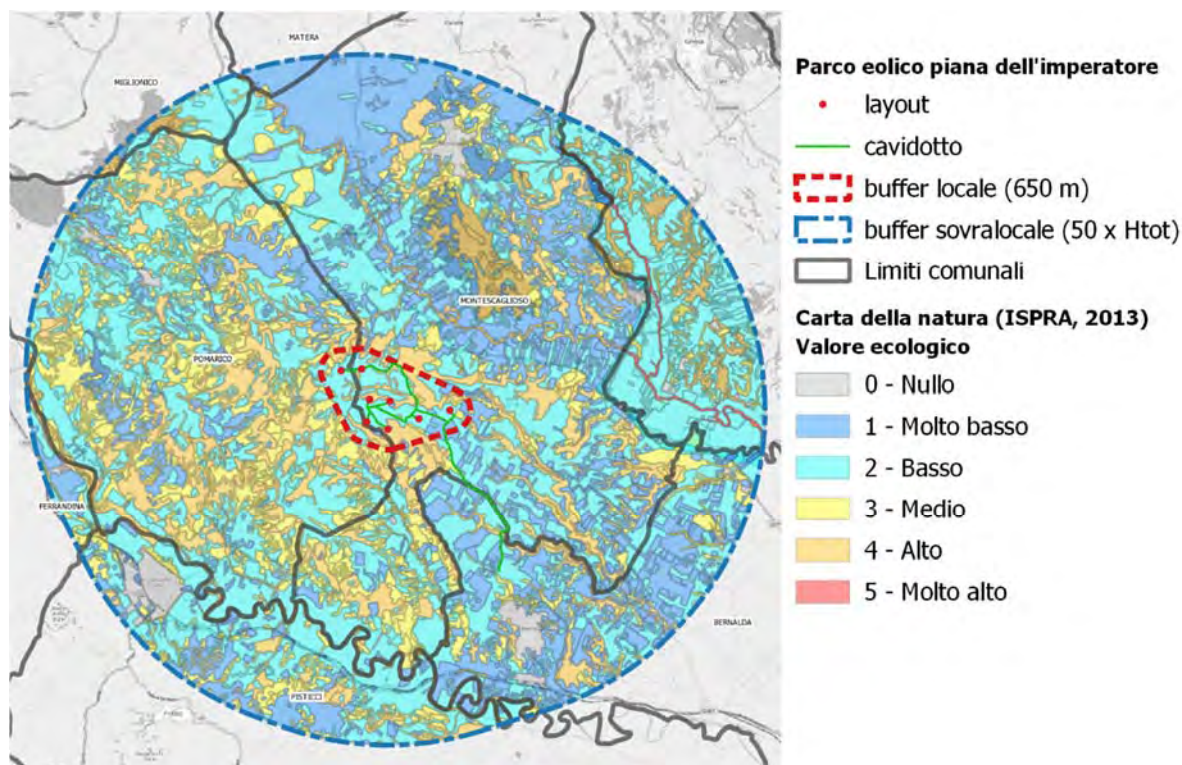 MATERA
MIGLIONICO
MONTESCAGLIOSO
POMARICO
FERRANDINA
BERNALDA
PISTICCI
Parco eolico piana dell'imperatore
layout
cavidotto
buffer locale (650 m)
buffer sovralocale (50 x Htot)
Limiti comunali
Carta della natura (ISPRA, 2013)
Valore ecologico
0 - Nullo
1 - Molto basso
2 - Basso
3 - Medio
4 - Alto
5 - Molto alto